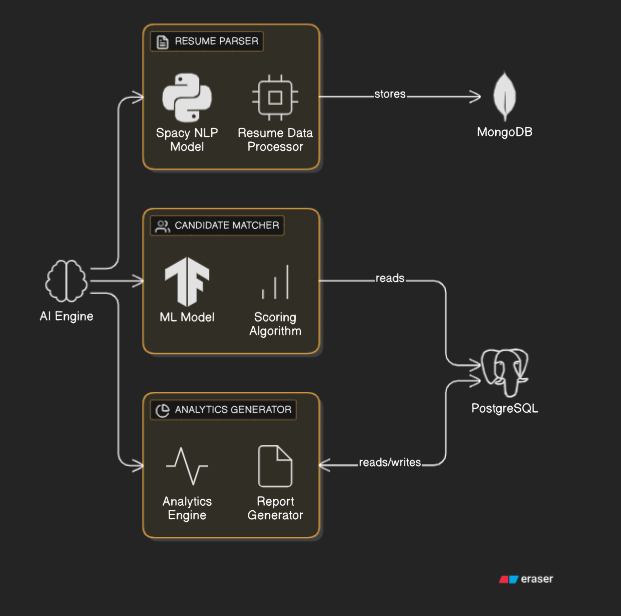 RESUME PARSER
Spacy NLP
Model
Resume Data
Processor
stores
MongoDB
CANDIDATE MATCHER
ML Model
Scoring
Algorithm
reads
AI Engine
PostgreSQL
ANALYTICS GENERATOR
Analytics
Engine
Report
Generator
reads/writes
eraser